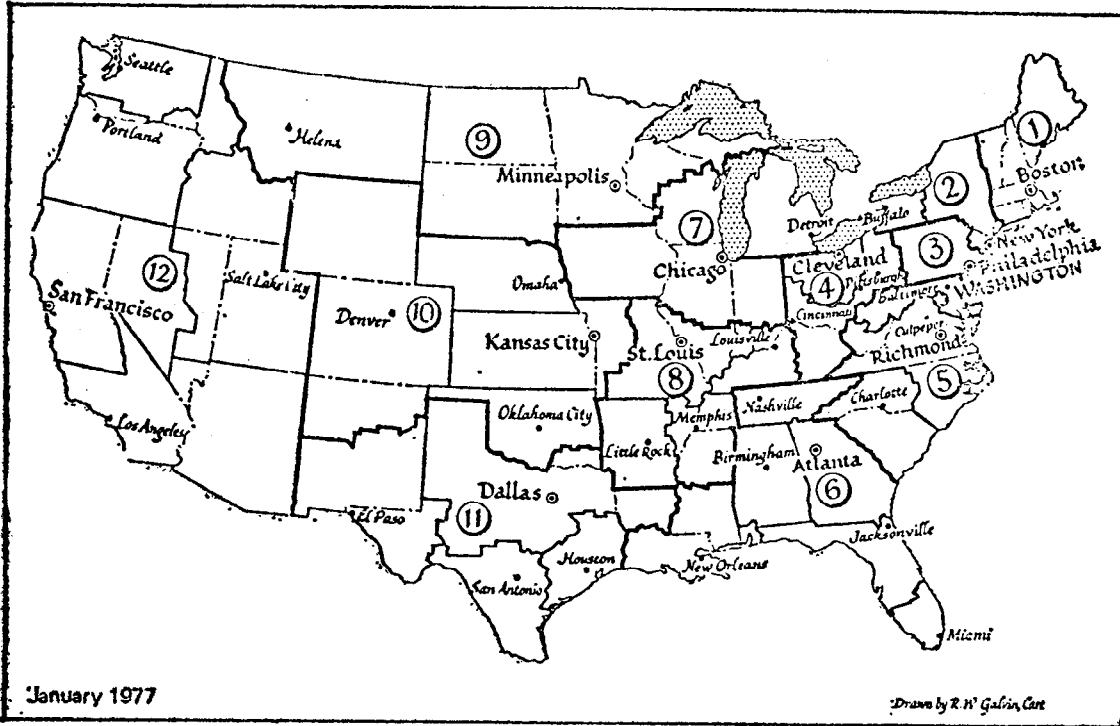 Seattle
Portland
Helena
9
Minneapolis
1
Boston
2
Detroit
Buffalo
7
New York
3
Philadelphia
Cleveland
Pittsburgh
4
Baltimore
WASHINGTON
Chicago
Cincinnati
12
Salt Lake City
San Francisco
Omaha
Denver
10
Kansas City
St. Louis
Louisville
Culpeper
Richmond
8
5
Charlotte
Nashville
Memphis
Los Angeles
Oklahoma City
Little Rock
Birmingham
Atlanta
6
Dallas
11
El Paso
Jacksonville
Houston
New Orleans
San Antonio
Miami
January 1977
Drawn by R.W. Galvin, Cart